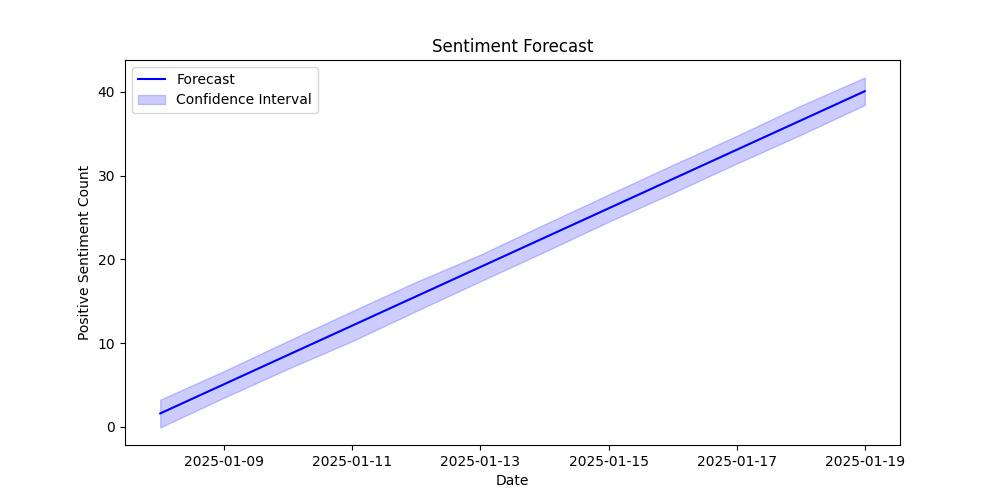 Sentiment Forecast
Forecast
Confidence Interval
Positive Sentiment Count
40
30
20
10
0
2025-01-09 2025-01-11 2025-01-13 2025-01-15 2025-01-17 2025-01-19
Date